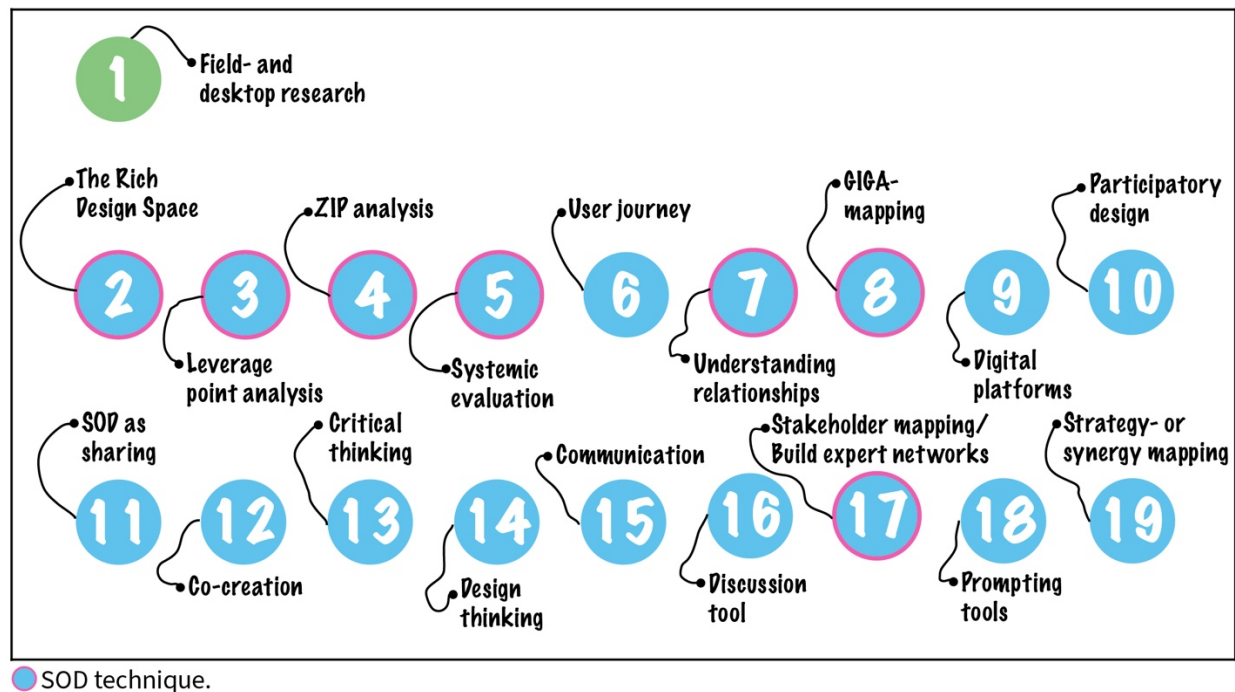 1
Field- and
desktop research
The Rich
Design Space
ZIP analysis
User journey
GIGA-
mapping
Participatory
design
2
3
4
5
6
7
8
9
10
Leverage
point analysis
Systemic
evaluation
Understanding
relationships
Digital
platforms
SOD as
sharing
Critical
thinking
Communication
Stakeholder mapping/
Build expert networks
Strategy- or
synergy mapping
11
12
13
14
15
16
17
18
19
Co-creation
Design
thinking
Discussion
tool
Prompting
tools
SOD technique.